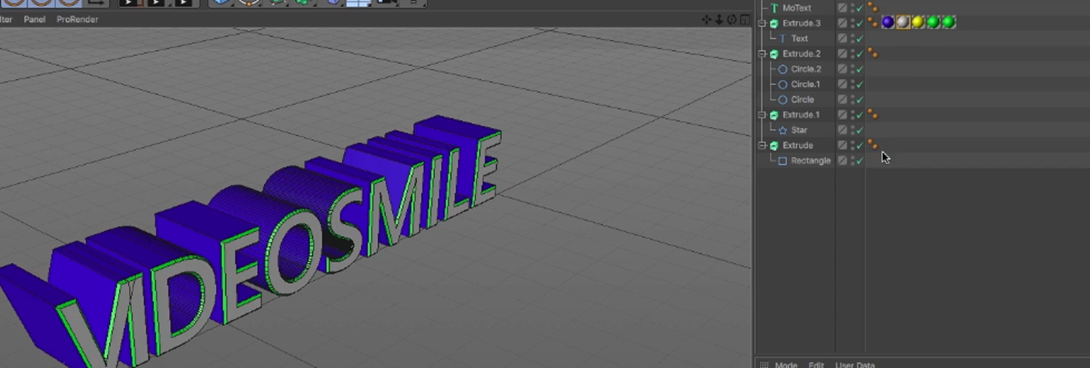 Panel
ProRender
MoText
Extrude.3
Text
Extrude.2
Circle.2
Circle.1
Circle
Extrude.1
Star
Extrude
Rectangle
VIDEOSMILE
Mode Edit User Data